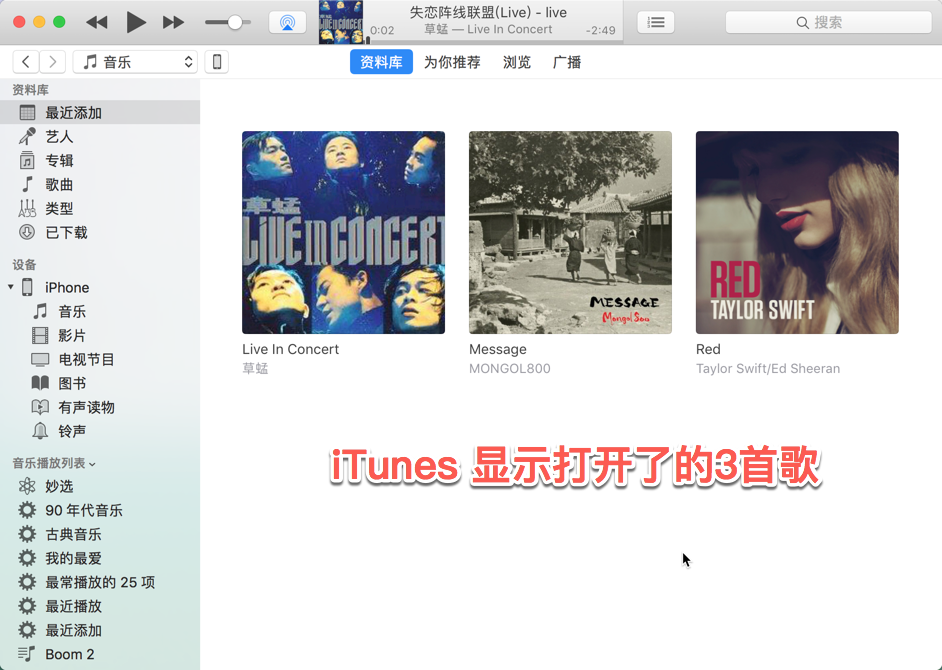 失恋阵线联盟(Live) - live
0:02
草蜢 — Live In Concert
-2:49
搜索
音乐
资料库
为你推荐
浏览
广播
资料库
最近添加
艺人
专辑
歌曲
类型
已下载
设备
iPhone
音乐
影片
电视节目
图书
有声读物
铃声
音乐播放列表
妙选
90 年代音乐
古典音乐
我的最爱
最常播放的 25 项
最近播放
最近添加
Boom 2
草蜢
LIVE IN CONCERT
Live In Concert
草蜢
MESSAGE
Mongol 800
Message
MONGOL800
RED
TAYLOR SWIFT
Red
Taylor Swift/Ed Sheeran
iTunes 显示打开了的3首歌